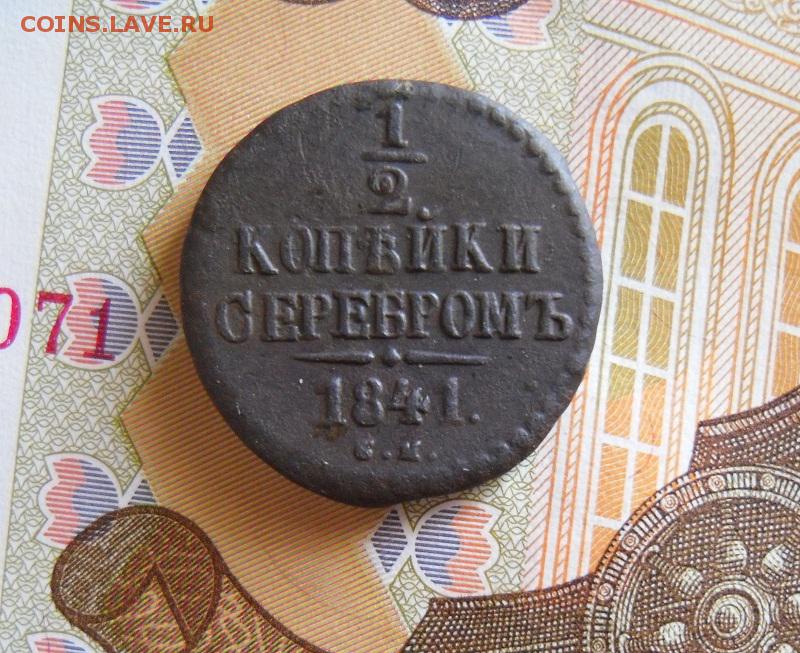 COINS.LAVE.RU
1
2.
КОПѢЙКИ
СЕРЕБРОМЪ
1841.
С.М.
071